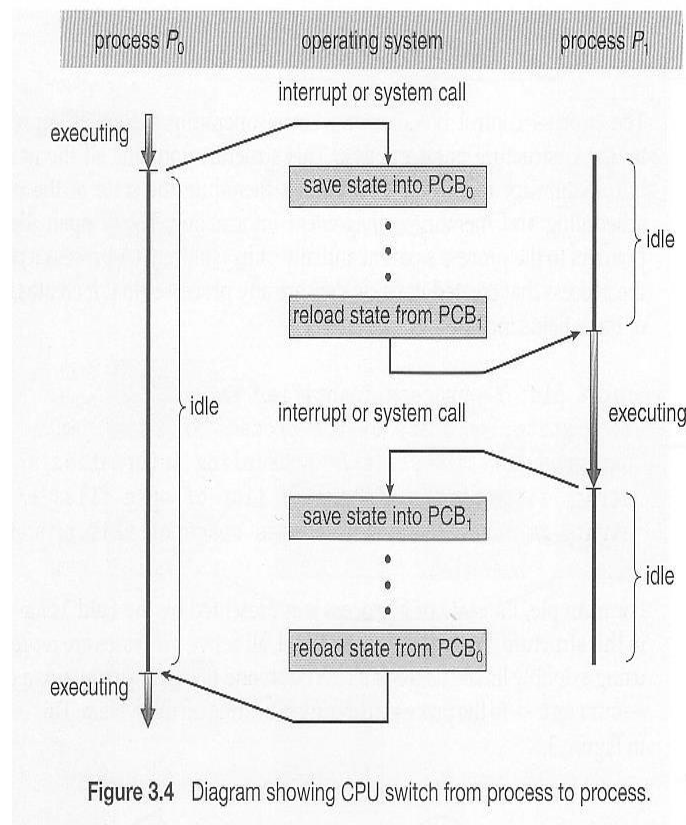 process P0 operating system process P1
interrupt or system call
executing
save state into PCB0
idle
reload state from PCB1
idle
interrupt or system call
executing
save state into PCB1
idle
reload state from PCB0
executing
Figure 3.4 Diagram showing CPU switch from process to process.